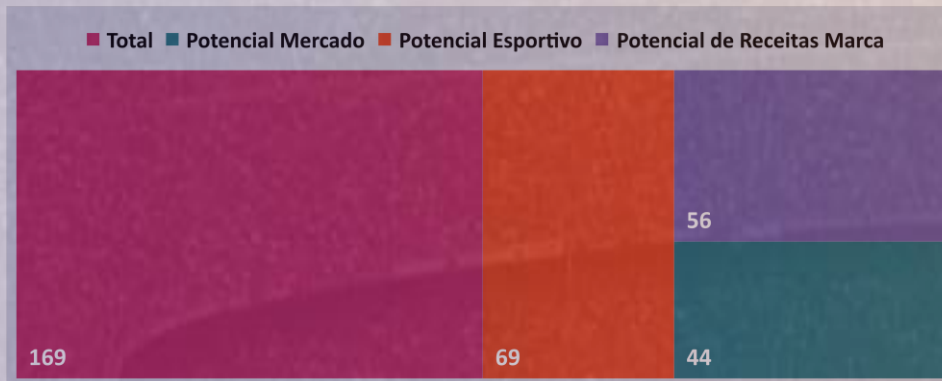 Total Potencial Mercado Potencial Esportivo Potencial de Receitas Marca
56
169 69 44